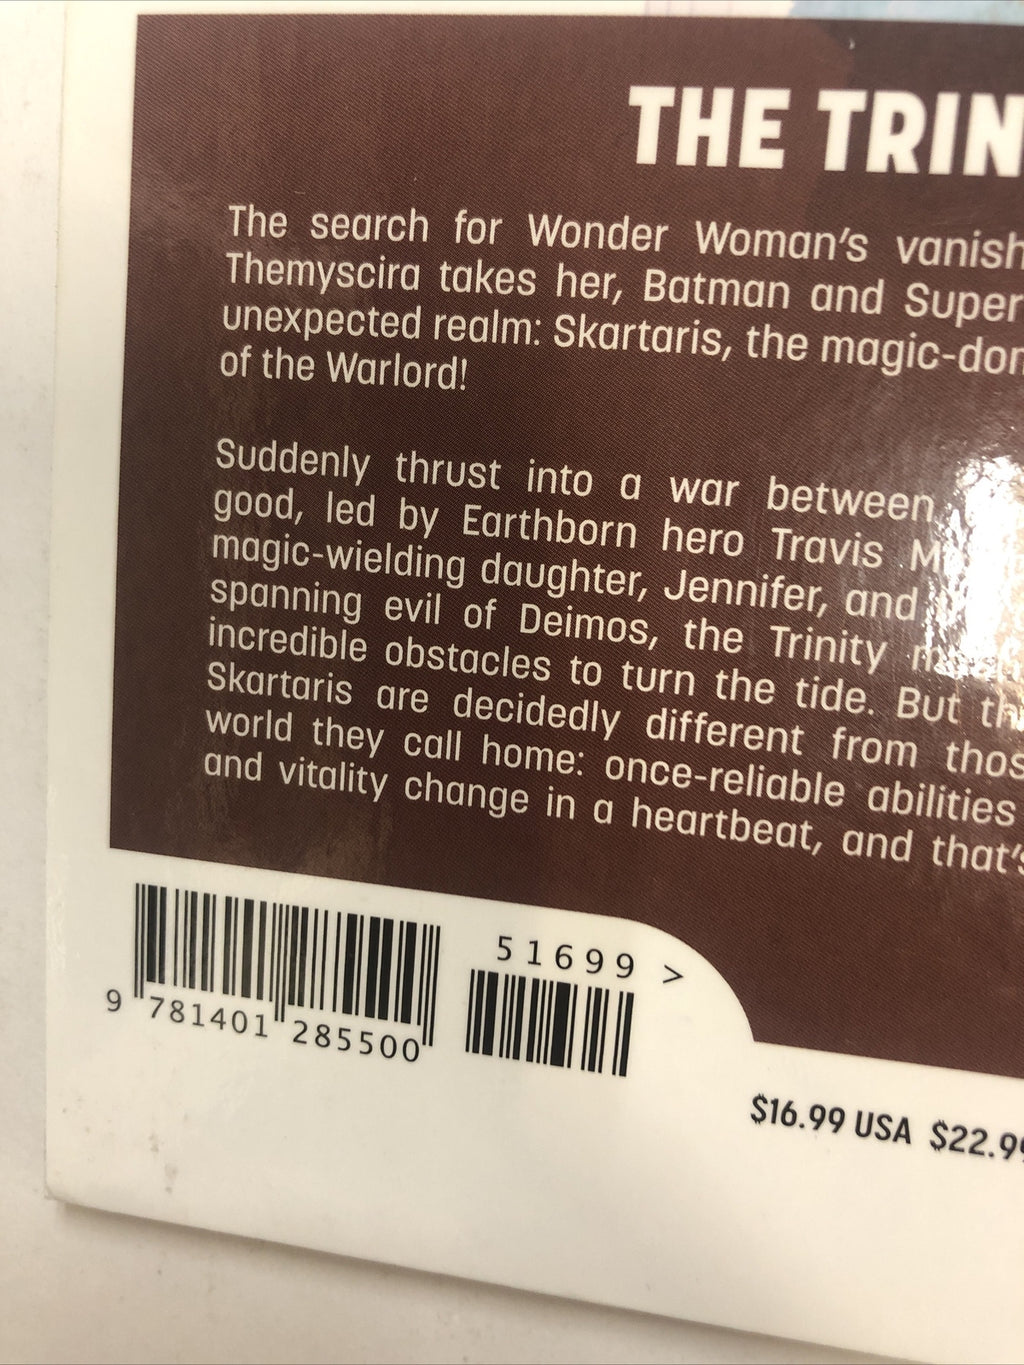 THE TRIN
The search for Wonder Woman's vanish
Themyscira takes her, Batman and Super
unexpected realm: Skartaris, the magic-dom
of the Warlord!
Suddenly thrust into a war between
good, led by Earthborn hero Travis M
magic-wielding daughter, Jennifer, and
spanning evil of Deimos, the Trinity
incredible obstacles to turn the tide. But th
Skartaris are decidedly different from thos
world they call home: once-reliable abilities
and vitality change in a heartbeat, and that's
51699 >
9 781401 285500
$16.99 USA $22.99